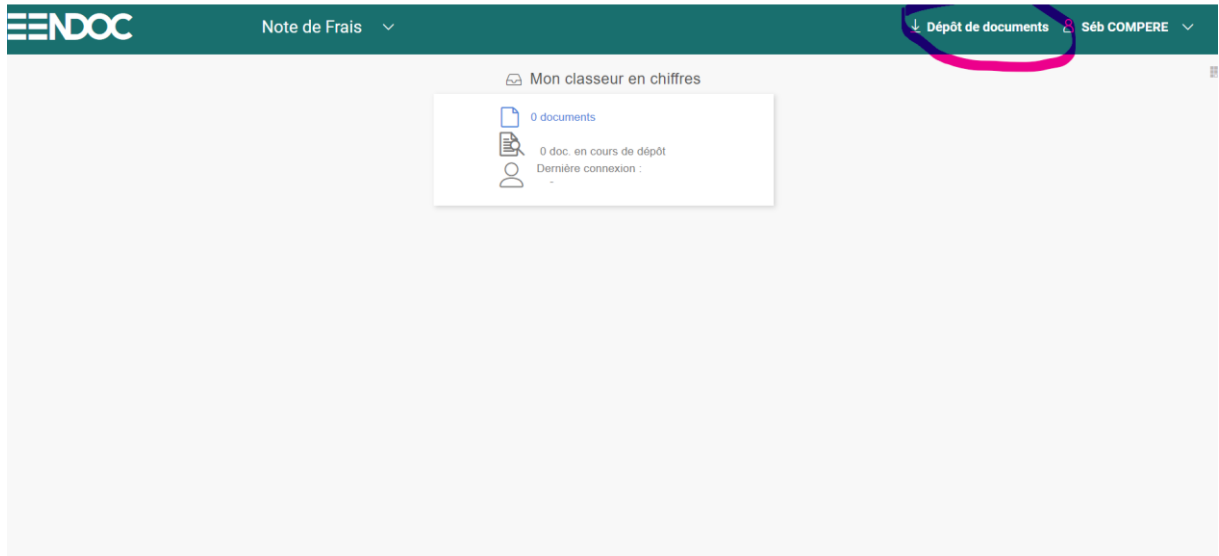 EENDOC
Note de Frais
Dépôt de documents
Séb COMPERE
Mon classeur en chiffres
0 documents
0 doc. en cours de dépôt
Dernière connexion :
-